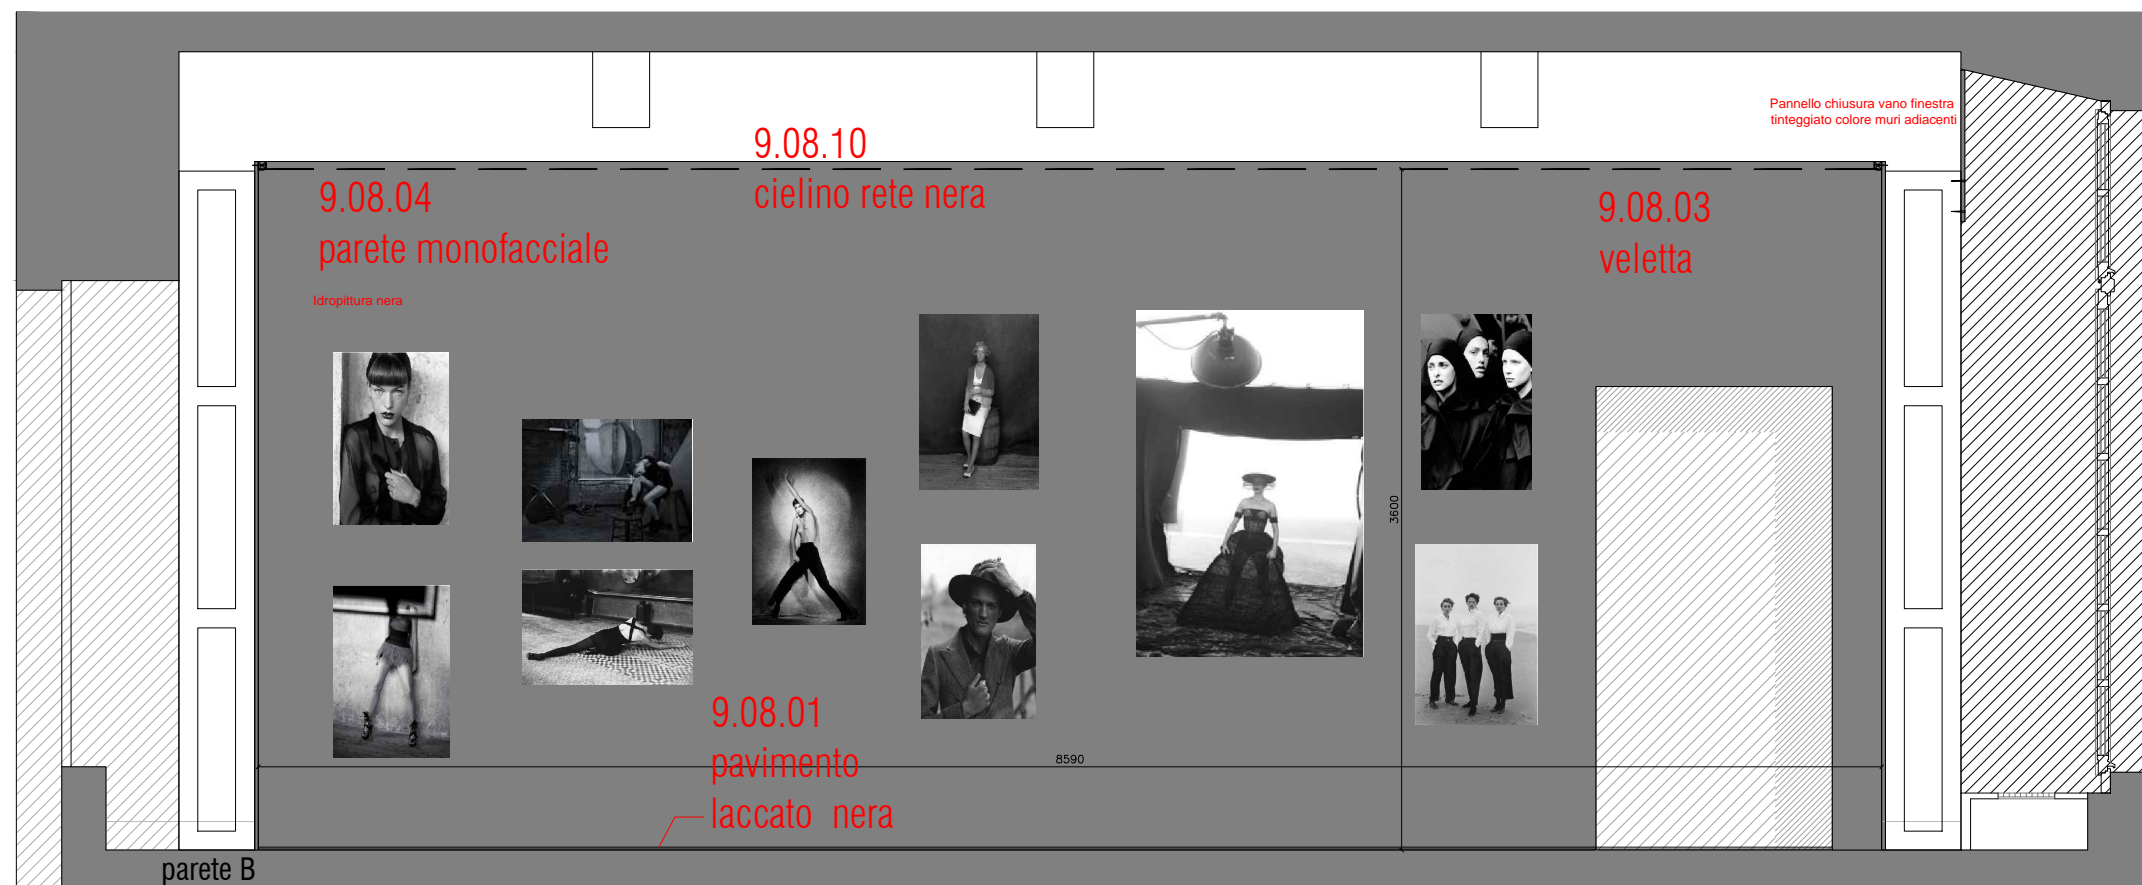 Pannello chiusura vano finestra
tinteggiato colore muri adiacenti
9.08.10
cielino rete nera
9.08.04
parete monofacciale
9.08.03
veletta
Idropittura nera
3600
9.08.01
pavimento
8590
laccato nera
parete B